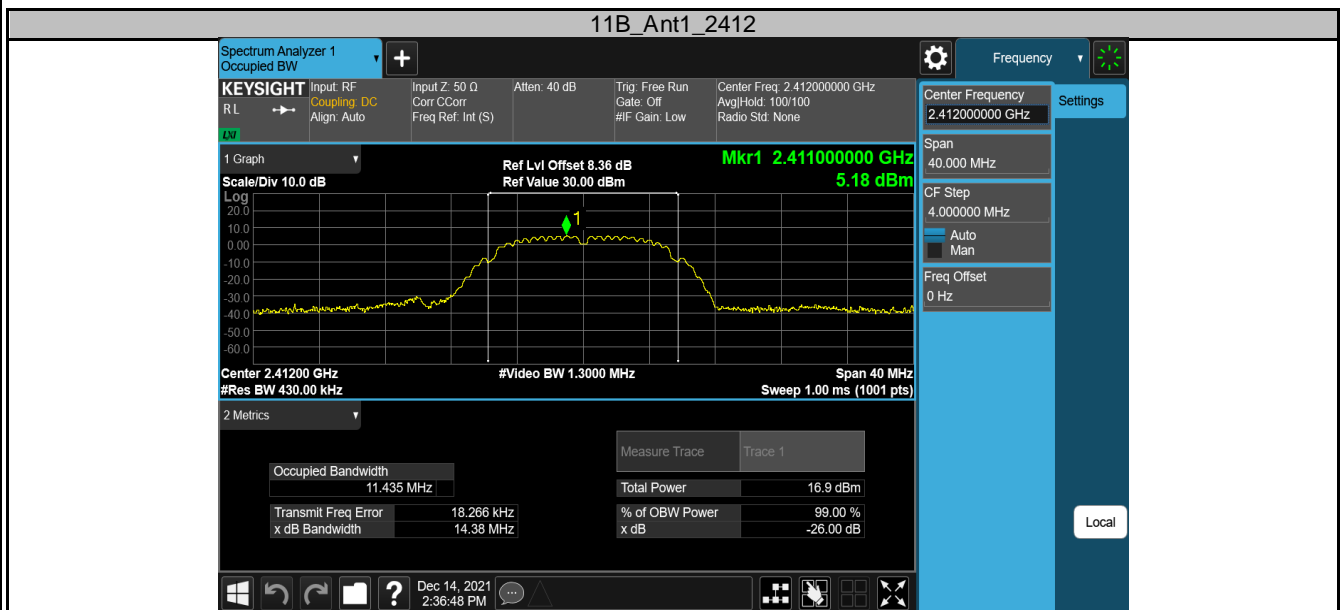 11B_Ant1_2412
Spectrum Analyzer 1
Occupied BW
+
Frequency
KEYSIGHT
R L
LXI
Input: RF
Coupling: DC
Align: Auto
Input Z: 50 Ω
Corr CCorr
Freq Ref: Int (S)
Atten: 40 dB
Trig: Free Run
Gate: Off
#IF Gain: Low
Center Freq: 2.412000000 GHz
Avg|Hold: 100/100
Radio Std: None
Center Frequency
2.412000000 GHz
Settings
Span
40.000 MHz
CF Step
4.000000 MHz
Auto
Man
Freq Offset
0 Hz
Local
1 Graph
Scale/Div 10.0 dB
Ref Lvl Offset 8.36 dB
Ref Value 30.00 dBm
Mkr1 2.411000000 GHz
5.18 dBm
Log
20.0
10.0
0.00
-10.0
-20.0
-30.0
-40.0
-50.0
-60.0
1
Center 2.41200 GHz
#Video BW 1.3000 MHz
Span 40 MHz
#Res BW 430.00 kHz
Sweep 1.00 ms (1001 pts)
2 Metrics
Measure Trace
Trace 1
Occupied Bandwidth
11.435 MHz
Total Power
16.9 dBm
Transmit Freq Error
18.266 kHz
% of OBW Power
99.00 %
x dB Bandwidth
14.38 MHz
x dB
-26.00 dB
?
Dec 14, 2021
2:36:48 PM